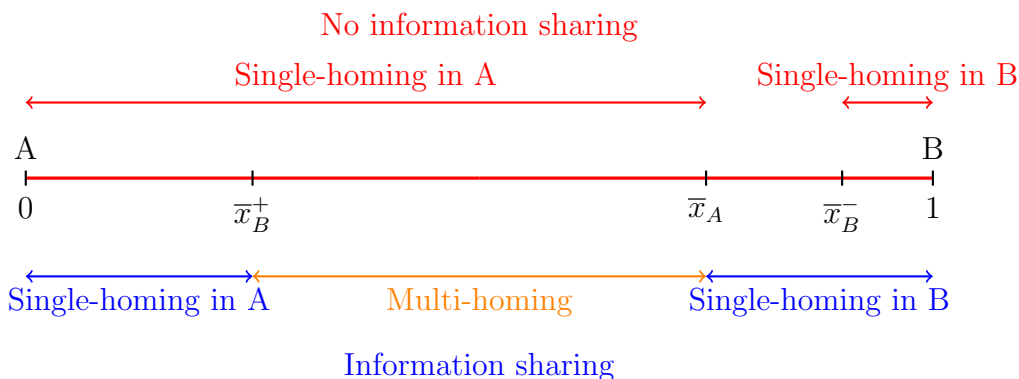 No information sharing
Single-homing in A Single-homing in B
A B
0 x̅_B^+ x̅_A x̅_B^- 1
Single-homing in A Multi-homing Single-homing in B
Information sharing